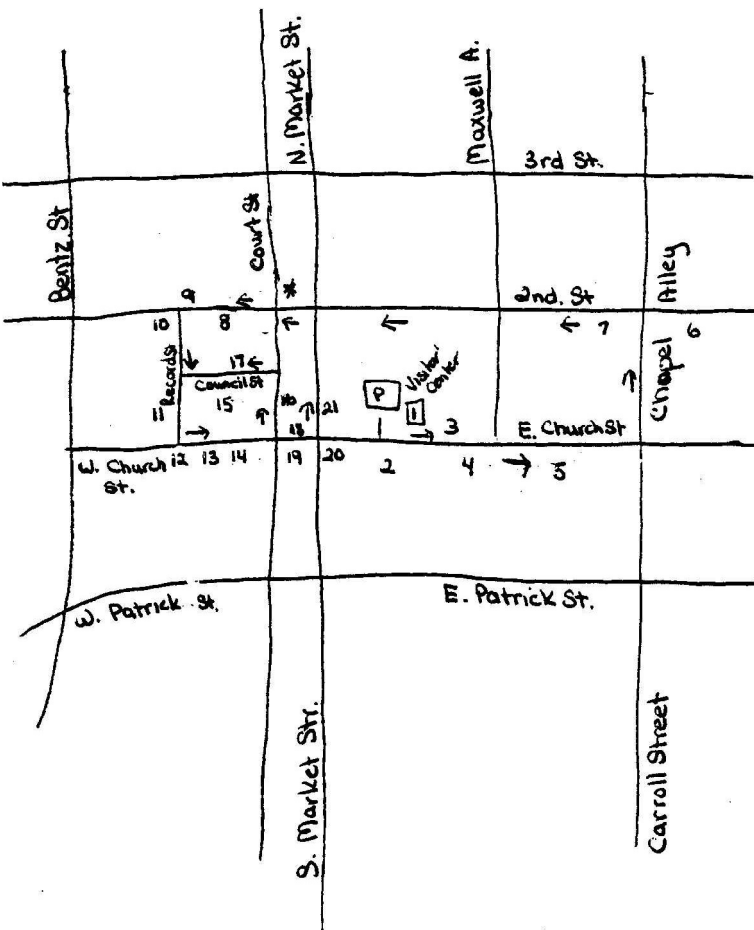 N. Market St.
Maxwell A.
3rd St.
Bentz St
Court St
Alley
9
*
2nd. St
10
8
7
6
Records St
17
Council St
Visitor
Center
P
Chapel
11
15
16
18
21
1
3
E. Church St
W. Church
St.
12
13
14
19
20
2
4
5
W. Patrick St.
E. Patrick St.
S. Market Str.
Carroll Street